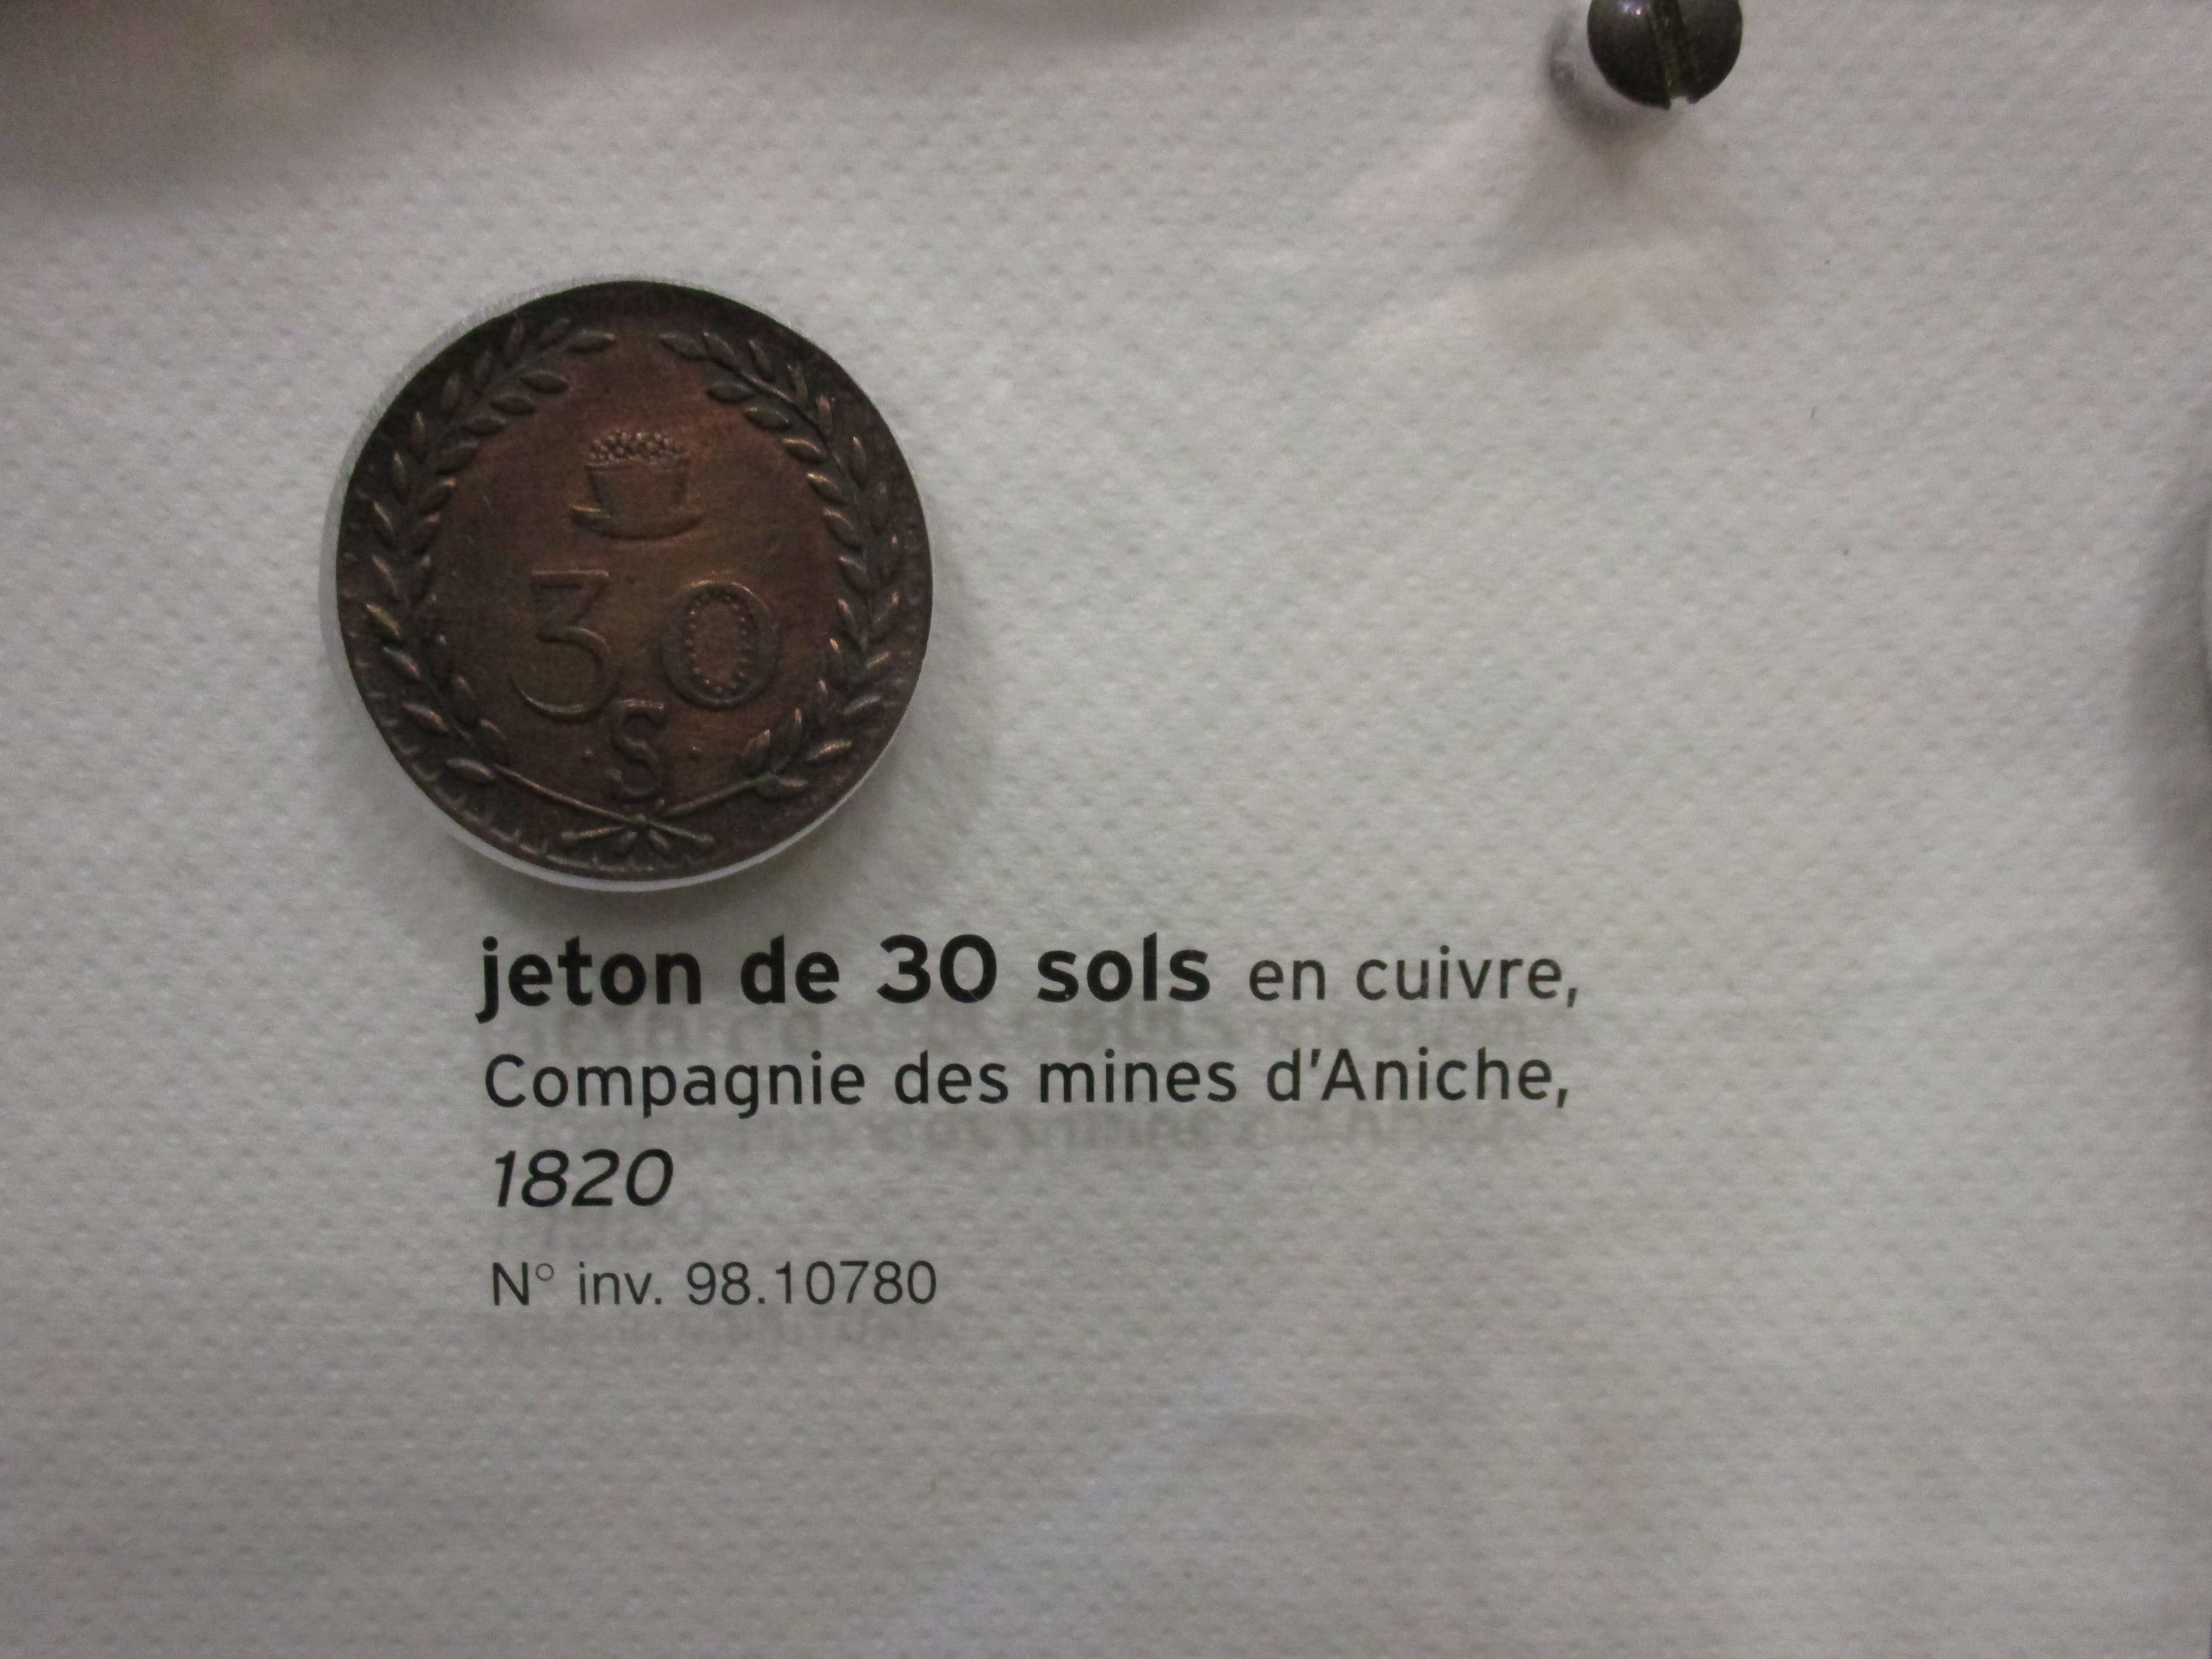 30
S
jeton de 30 sols en cuivre,
Compagnie des mines d'Aniche,
1820
N° inv. 98.10780